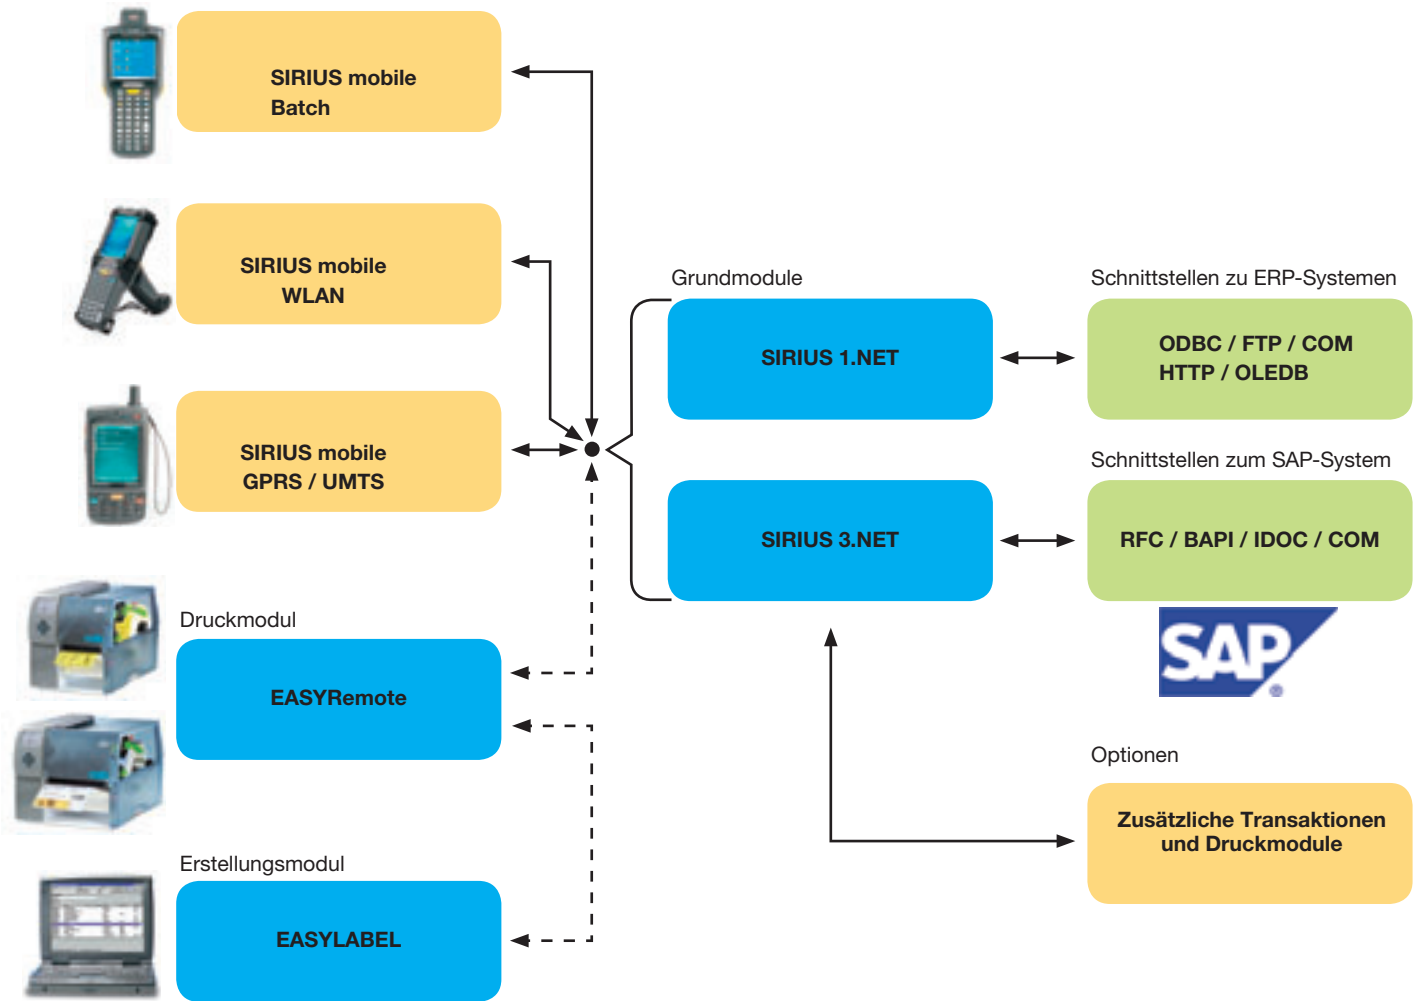 SIRIUS mobile
Batch
SIRIUS mobile
WLAN
SIRIUS mobile
GPRS / UMTS
Druckmodul
EASYRemote
Erstellungsmodul
EASYLABEL
Grundmodule
SIRIUS 1.NET
SIRIUS 3.NET
Schnittstellen zu ERP-Systemen
ODBC / FTP / COM
HTTP / OLEDB
Schnittstellen zum SAP-System
RFC / BAPI / IDOC / COM
SAP®
Optionen
Zusätzliche Transaktionen
und Druckmodule